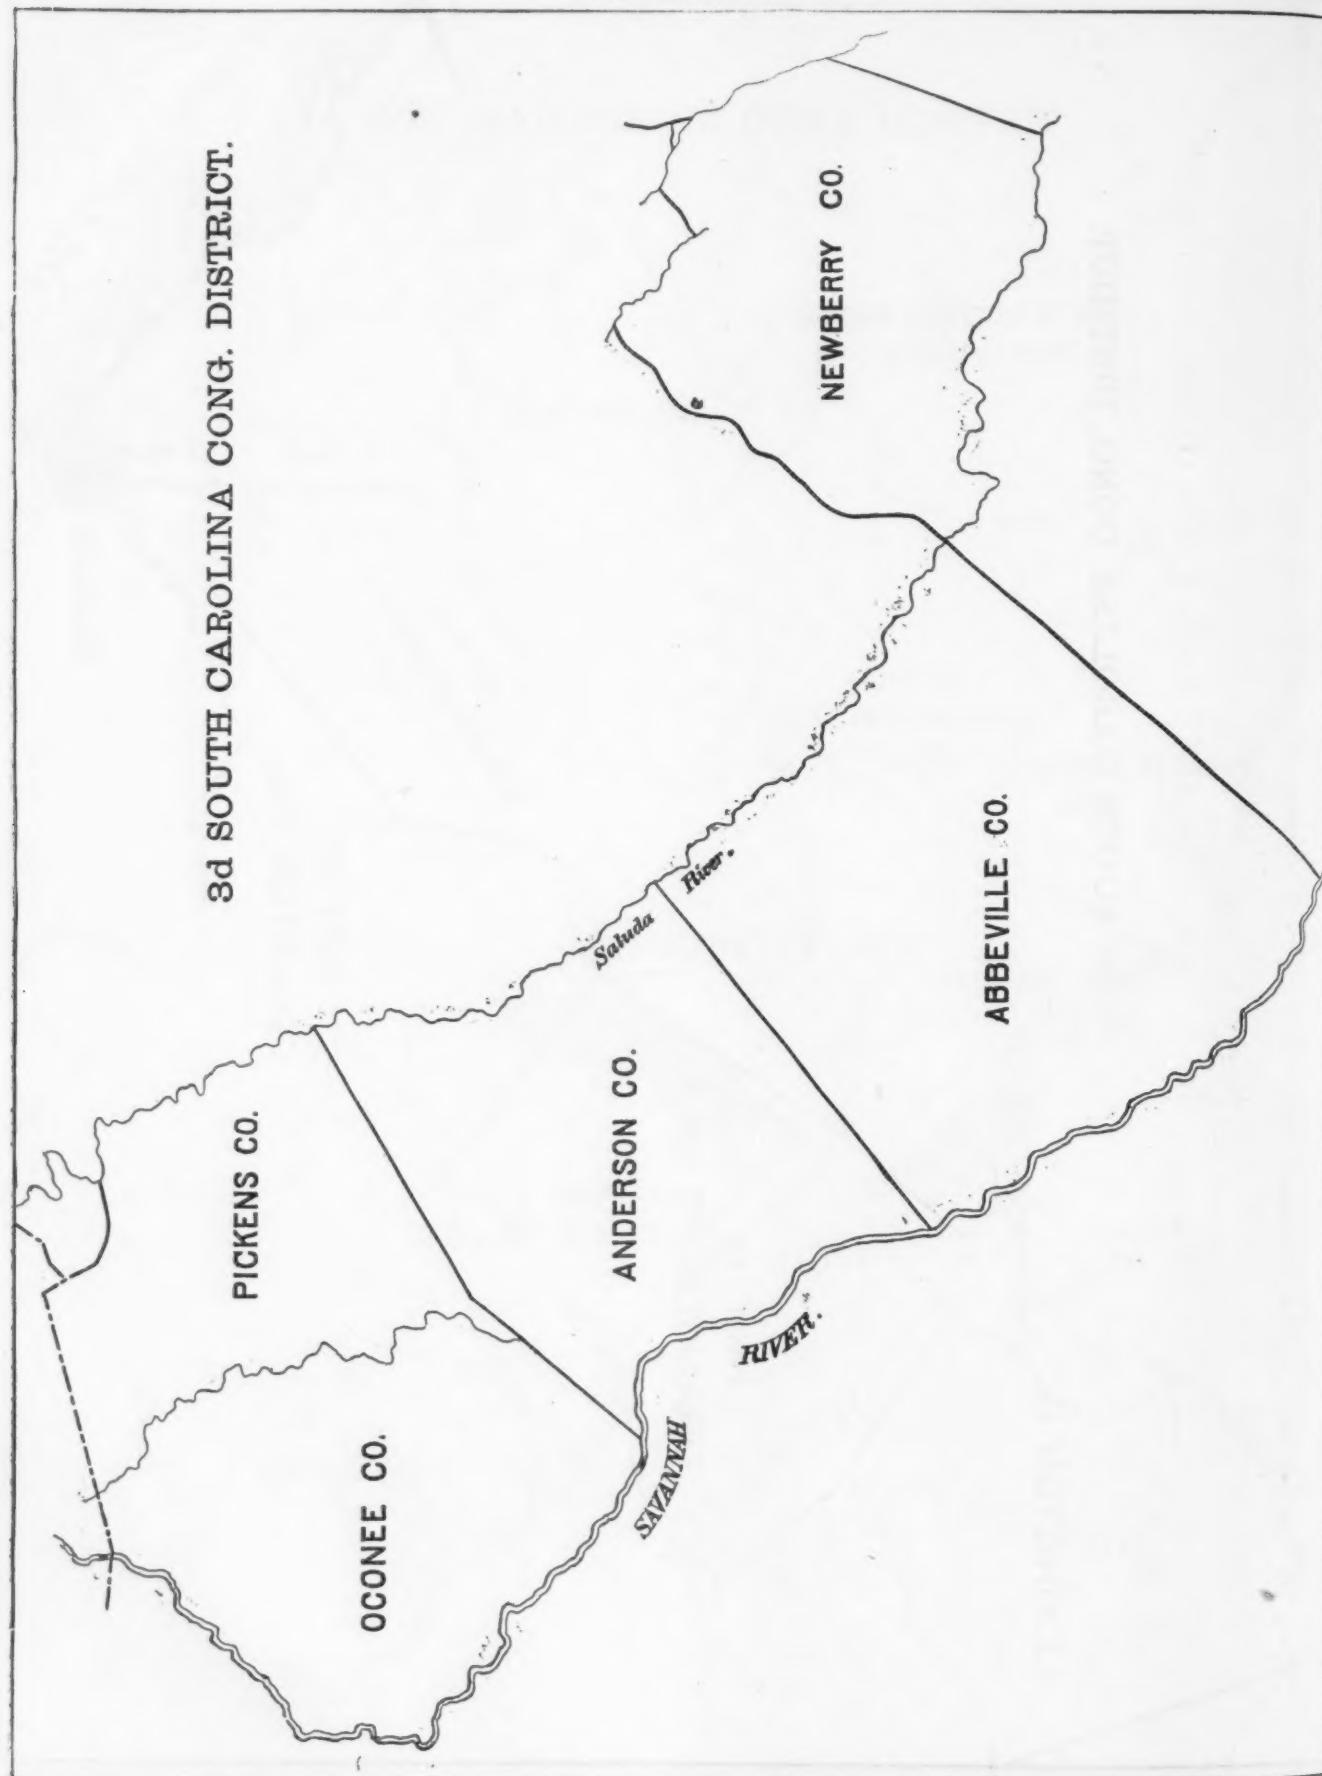 3d SOUTH CAROLINA CONG. DISTRICT.
OCONEE CO.
PICKENS CO.
ANDERSON CO.
ABBEVILLE CO.
NEWBERRY CO.
Saluda River.
SAVANNAH RIVER.